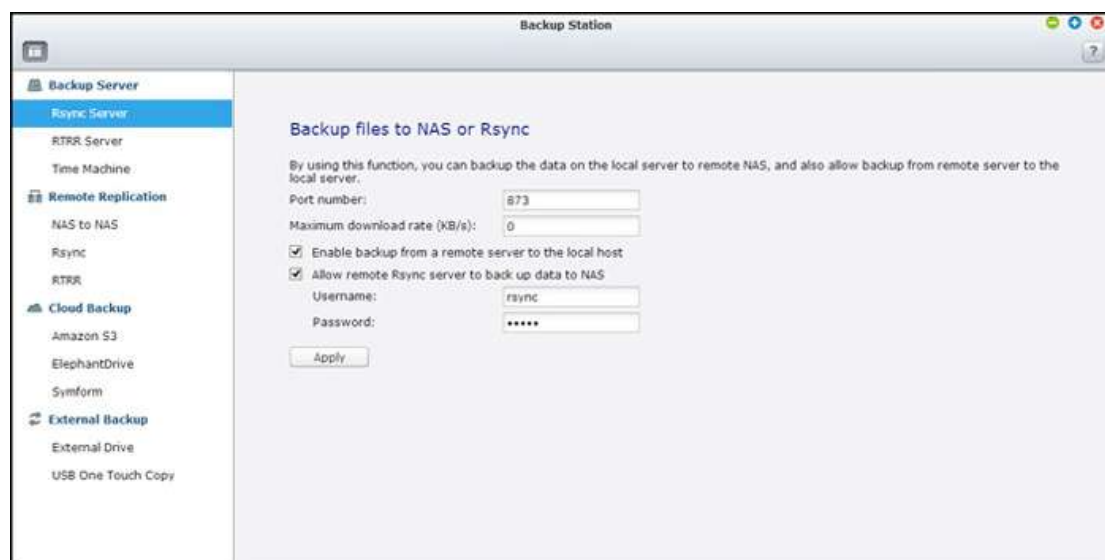 Backup Station
?
Backup Server
Rsync Server
RTRR Server
Time Machine
Remote Replication
NAS to NAS
Rsync
RTRR
Cloud Backup
Amazon S3
ElephantDrive
Symform
External Backup
External Drive
USB One Touch Copy
Backup files to NAS or Rsync
By using this function, you can backup the data on the local server to remote NAS, and also allow backup from remote server to the
local server.
Port number: 873
Maximum download rate (KB/s): 0
Enable backup from a remote server to the local host
Allow remote Rsync server to back up data to NAS
Username: rsync
Password: •••••
Apply